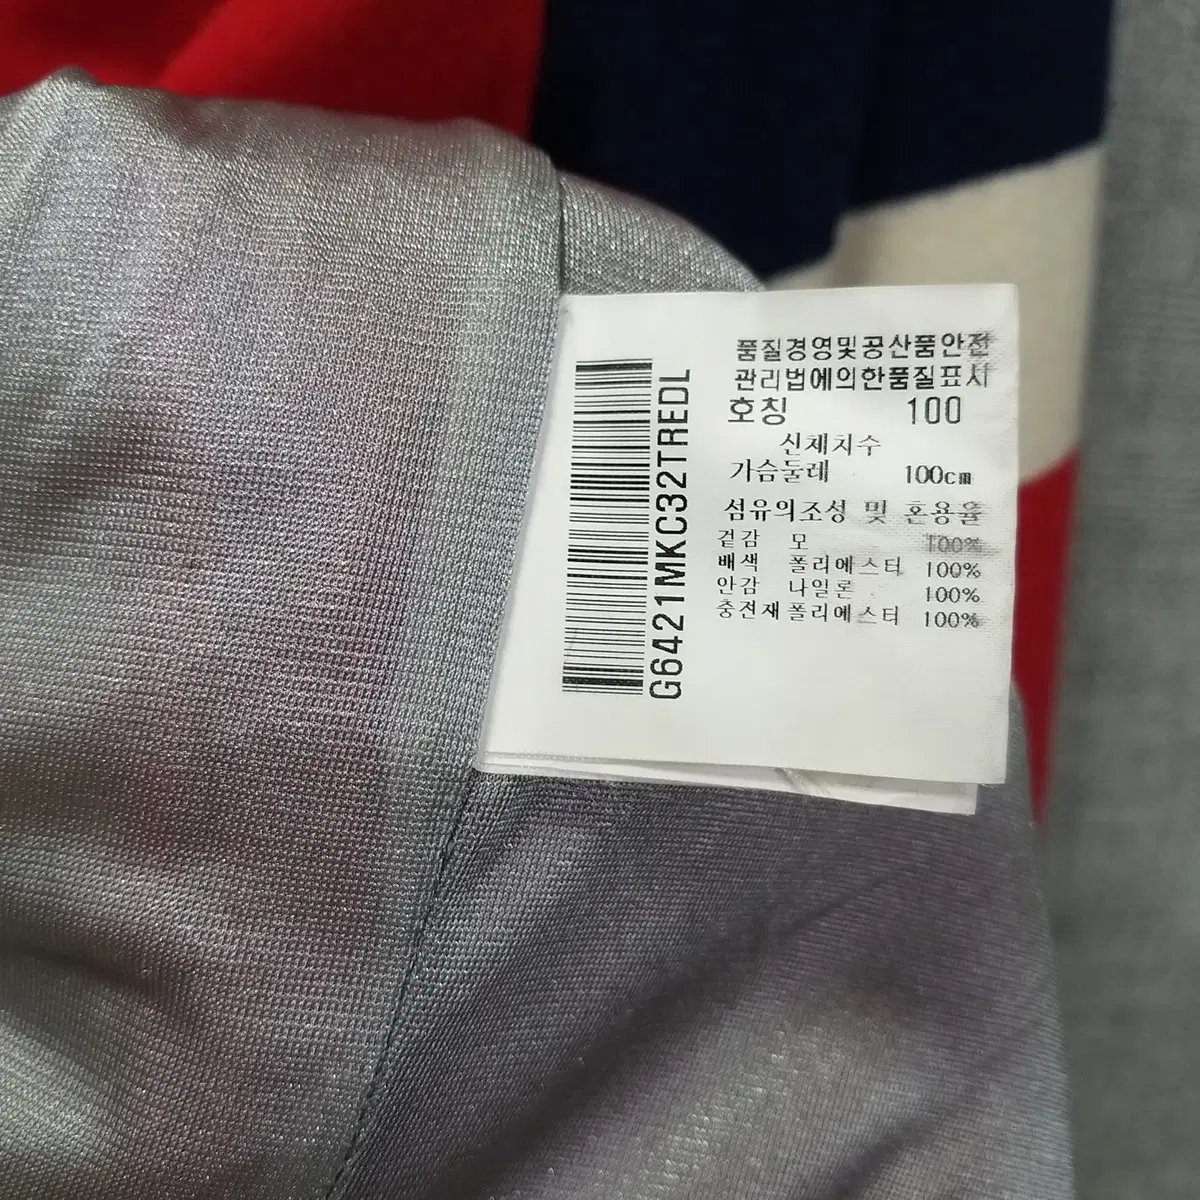 품질경영및공산품안전
관리법에의한품질표시
호칭 100
신체치수
가슴둘레 100cm
섬유의조성 및 혼용율
겉감 모 100%
배색 폴리에스터 100%
안감 나일론 100%
충전재 폴리에스터 100%
G6421MKC32TREDL